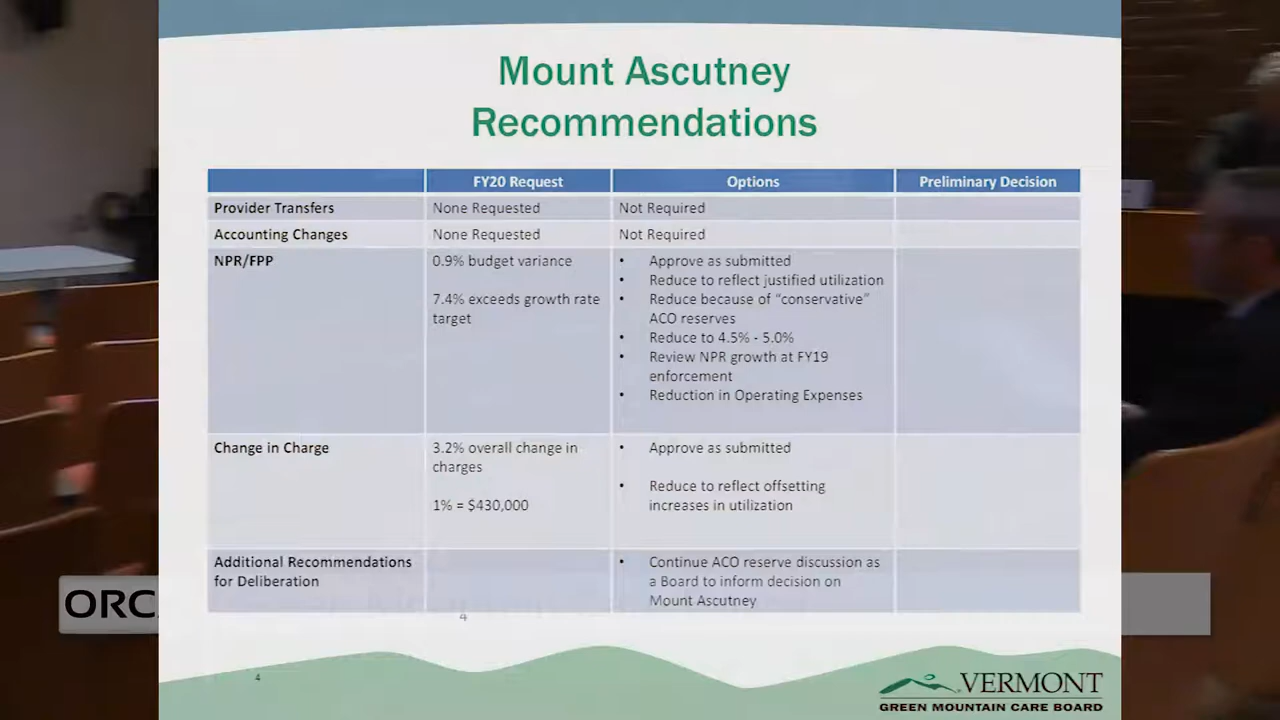 Mount Ascutney
Recommendations
FY20 Request
Options
Preliminary Decision
Provider Transfers
None Requested
Not Required
Accounting Changes
None Requested
Not Required
NPR/FPP
0.9% budget variance
7.4% exceeds growth rate
target
• Approve as submitted
• Reduce to reflect justified utilization
• Reduce because of “conservative”
ACO reserves
• Reduce to 4.5% - 5.0%
• Review NPR growth at FY19
enforcement
• Reduction in Operating Expenses
Change in Charge
3.2% overall change in
charges
1% = $430,000
• Approve as submitted
• Reduce to reflect offsetting
increases in utilization
Additional Recommendations
for Deliberation
• Continue ACO reserve discussion as
a Board to inform decision on
Mount Ascutney
ORCA
4
4
VERMONT
GREEN MOUNTAIN CARE BOARD